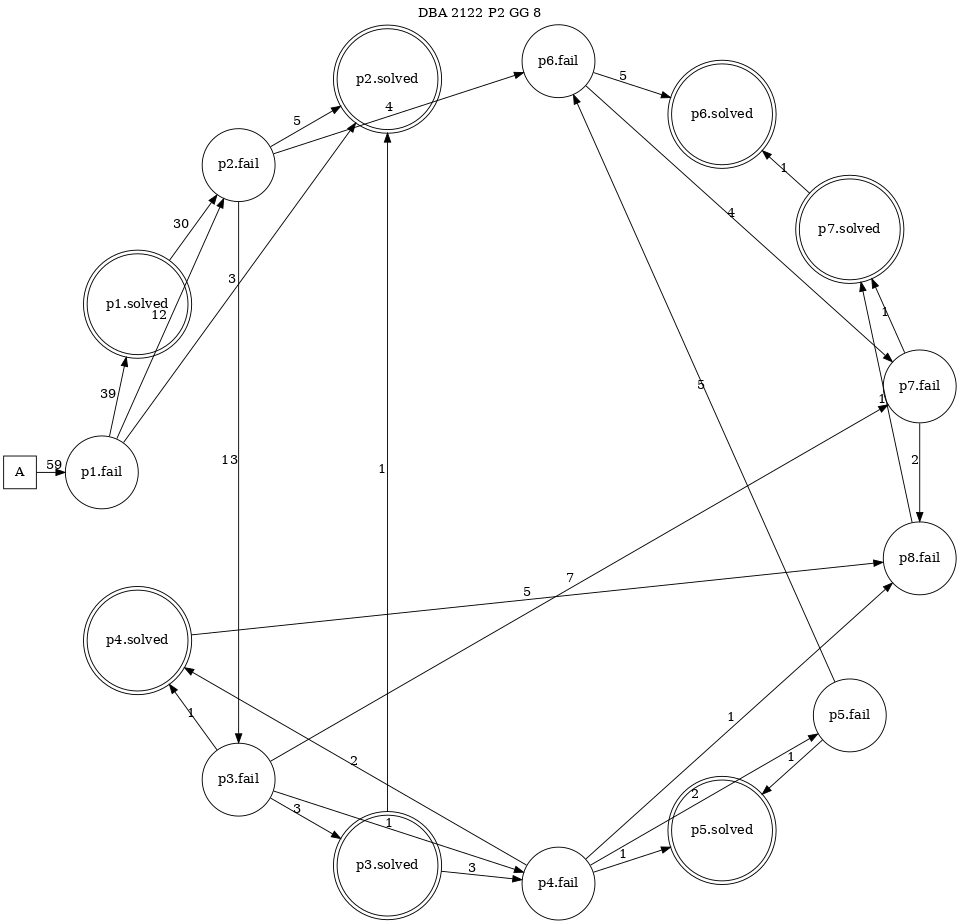 DBA 2122 P2 GG 8
p6.fail
p2.solved
5
4
p6.solved
5
p2.fail
1
30
4
p7.solved
3
p1.solved
12
1
39
5
p7.fail
1
13
2
59
A
p1.fail
1
p8.fail
7
5
p4.solved
1
1
p5.fail
2
1
p3.fail
2
3
1
p5.solved
1
p3.solved
3
p4.fail